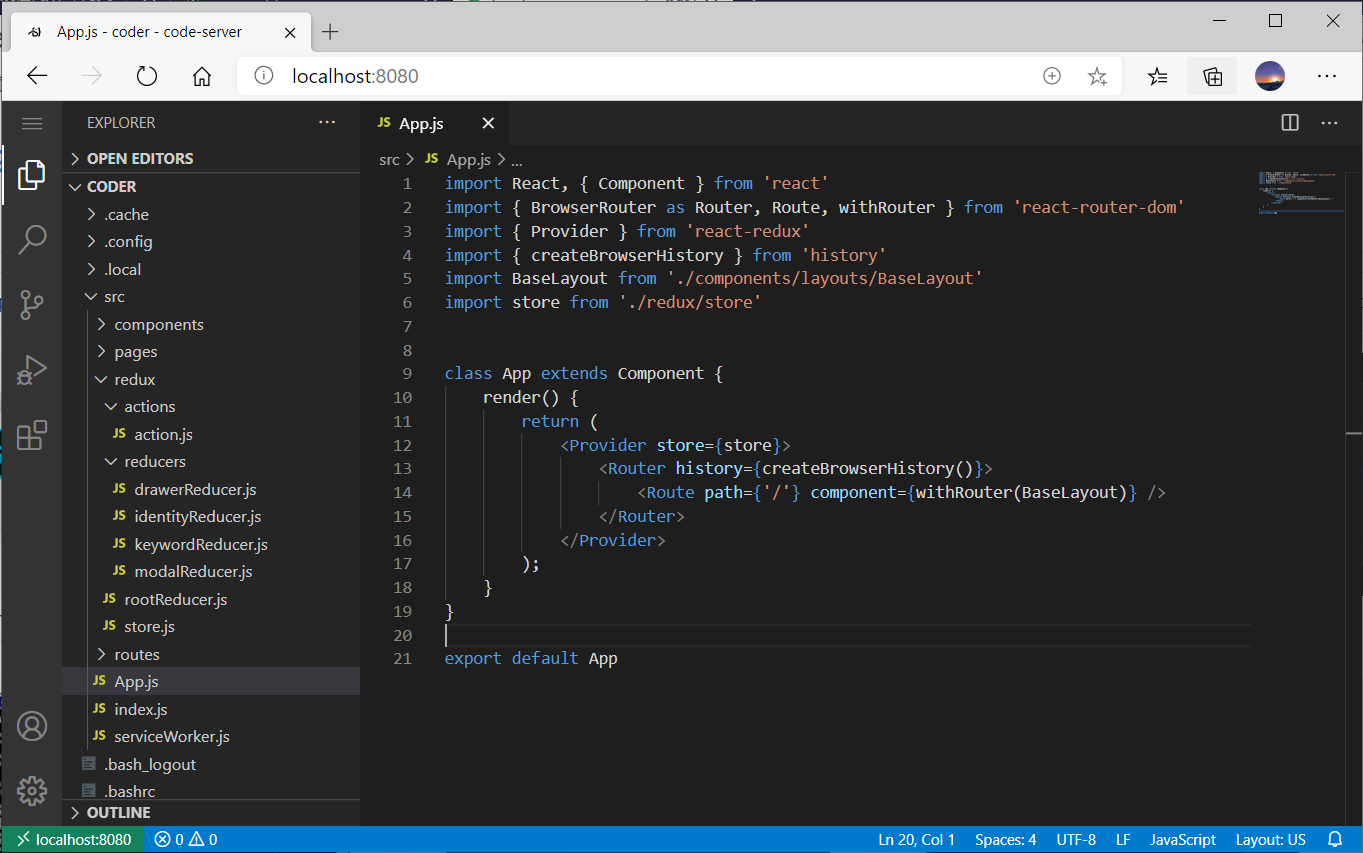 App.js - coder - code-server
localhost:8080
EXPLORER
OPEN EDITORS
CODER
.cache
.config
.local
src
components
pages
redux
actions
JS action.js
reducers
JS drawerReducer.js
JS identityReducer.js
JS keywordReducer.js
JS modalReducer.js
JS rootReducer.js
JS store.js
routes
JS App.js
JS index.js
JS serviceWorker.js
.bash_logout
.bashrc
OUTLINE
JS App.js
src > JS App.js > ...
1 import React, { Component } from 'react'
2 import { BrowserRouter as Router, Route, withRouter } from 'react-router-dom'
3 import { Provider } from 'react-redux'
4 import { createBrowserHistory } from 'history'
5 import BaseLayout from './components/layouts/BaseLayout'
6 import store from './redux/store'
7
8
9 class App extends Component {
10     render() {
11         return (
12             <Provider store={store}>
13                 <Router history={createBrowserHistory()}>
14                     <Route path={'/'} component={withRouter(BaseLayout)} />
15                 </Router>
16             </Provider>
17         );
18     }
19 }
20
21 export default App
localhost:8080 0 0 Ln 20, Col 1 Spaces: 4 UTF-8 LF JavaScript Layout: US